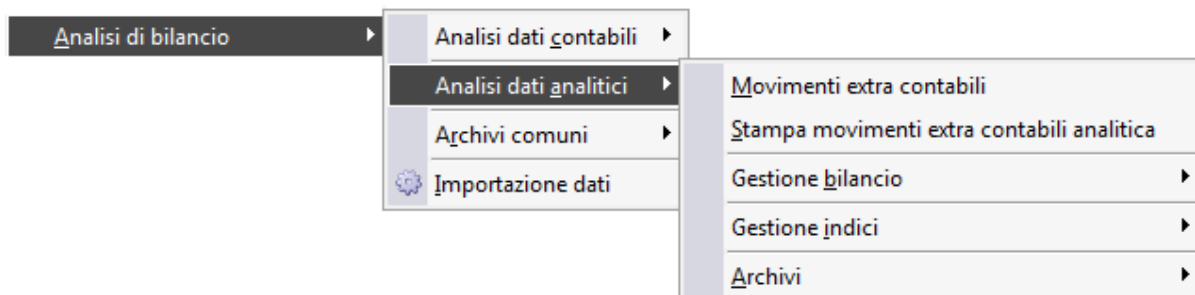 Analisi di bilancio
Analisi dati contabili
Analisi dati analitici
Archivi comuni
Importazione dati
Movimenti extra contabili
Stampa movimenti extra contabili analitica
Gestione bilancio
Gestione indici
Archivi